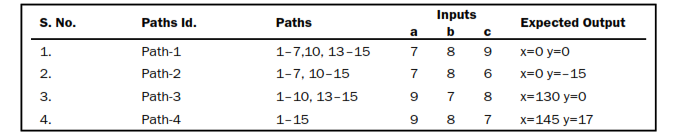 S. No. Paths Id. Paths Inputs Expected Output
a b c
1. Path-1 1–7,10, 13–15 7 8 9 x=0 y=0
2. Path-2 1–7, 10–15 7 8 6 x=0 y=–15
3. Path-3 1–10, 13–15 9 7 8 x=130 y=0
4. Path-4 1–15 9 8 7 x=145 y=17